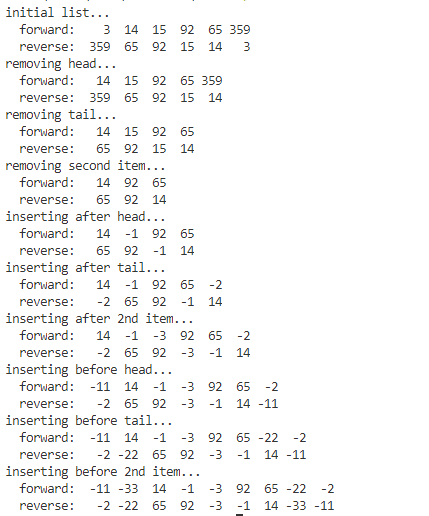 initial list...
  forward:    3  14  15  92  65 359
  reverse:  359  65  92  15  14   3
removing head...
  forward:   14  15  92  65 359
  reverse:  359  65  92  15  14
removing tail...
  forward:   14  15  92  65
  reverse:   65  92  15  14
removing second item...
  forward:   14  92  65
  reverse:   65  92  14
inserting after head...
  forward:   14  -1  92  65
  reverse:   65  92  -1  14
inserting after tail...
  forward:   14  -1  92  65  -2
  reverse:   -2  65  92  -1  14
inserting after 2nd item...
  forward:   14  -1  -3  92  65  -2
  reverse:   -2  65  92  -3  -1  14
inserting before head...
  forward:  -11  14  -1  -3  92  65  -2
  reverse:   -2  65  92  -3  -1  14 -11
inserting before tail...
  forward:  -11  14  -1  -3  92  65 -22  -2
  reverse:   -2 -22  65  92  -3  -1  14 -11
inserting before 2nd item...
  forward:  -11 -33  14  -1  -3  92  65 -22  -2
  reverse:   -2 -22  65  92  -3  -1  14 -33 -11